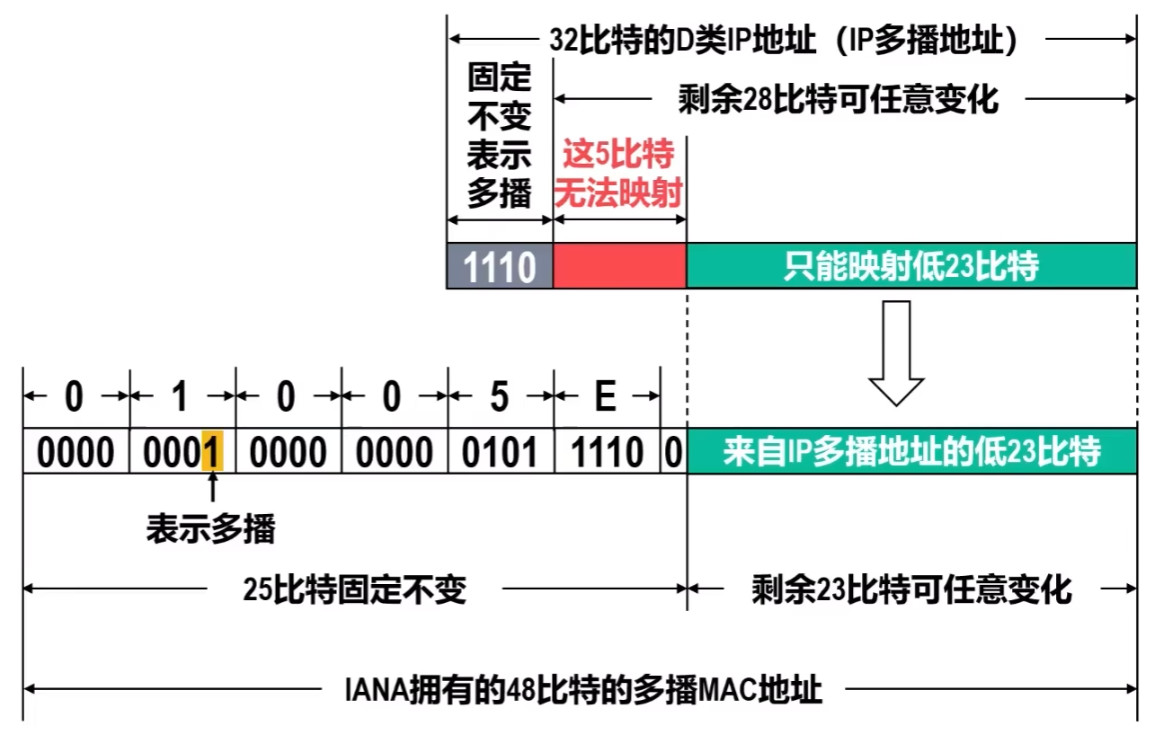 32比特的D类IP地址（IP多播地址）
固定
不变
表示
多播
剩余28比特可任意变化
这5比特
无法映射
1110
只能映射低23比特
0 1 0 0 5 E
0000 0001 0000 0000 0101 1110 0 来自IP多播地址的低23比特
表示多播
25比特固定不变 剩余23比特可任意变化
IANA拥有的48比特的多播MAC地址